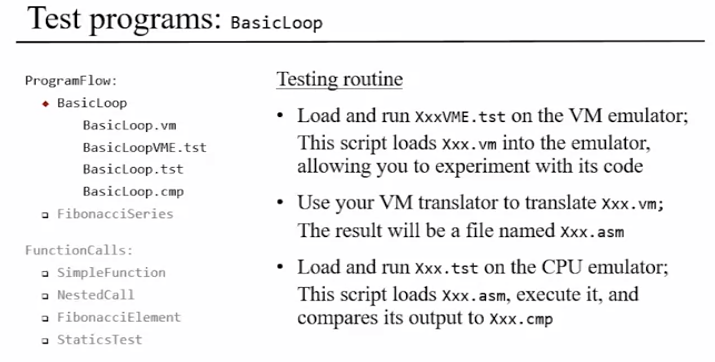 Test programs: BasicLoop
ProgramFlow:
BasicLoop
BasicLoop.vm
BasicLoopVME.tst
BasicLoop.tst
BasicLoop.cmp
FibonacciSeries
FunctionCalls:
SimpleFunction
NestedCall
FibonacciElement
StaticsTest
Testing routine
• Load and run XxxVME.tst on the VM emulator;
This script loads Xxx.vm into the emulator,
allowing you to experiment with its code
• Use your VM translator to translate Xxx.vm;
The result will be a file named Xxx.asm
• Load and run Xxx.tst on the CPU emulator;
This script loads Xxx.asm, execute it, and
compares its output to Xxx.cmp